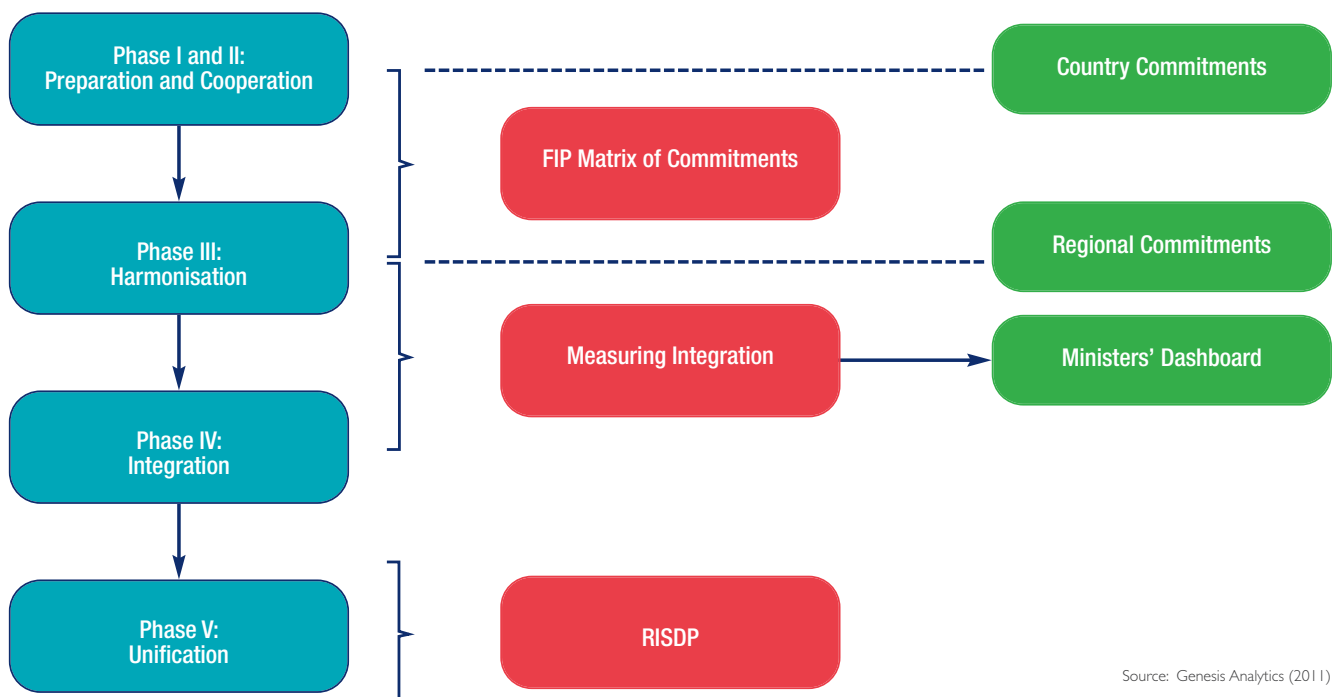 Phase I and II:
Preparation and Cooperation
Country Commitments
FIP Matrix of Commitments
Phase III:
Harmonisation
Regional Commitments
Measuring Integration
Ministers’ Dashboard
Phase IV:
Integration
Phase V:
Unification
RISDP
Source: Genesis Analytics (2011)